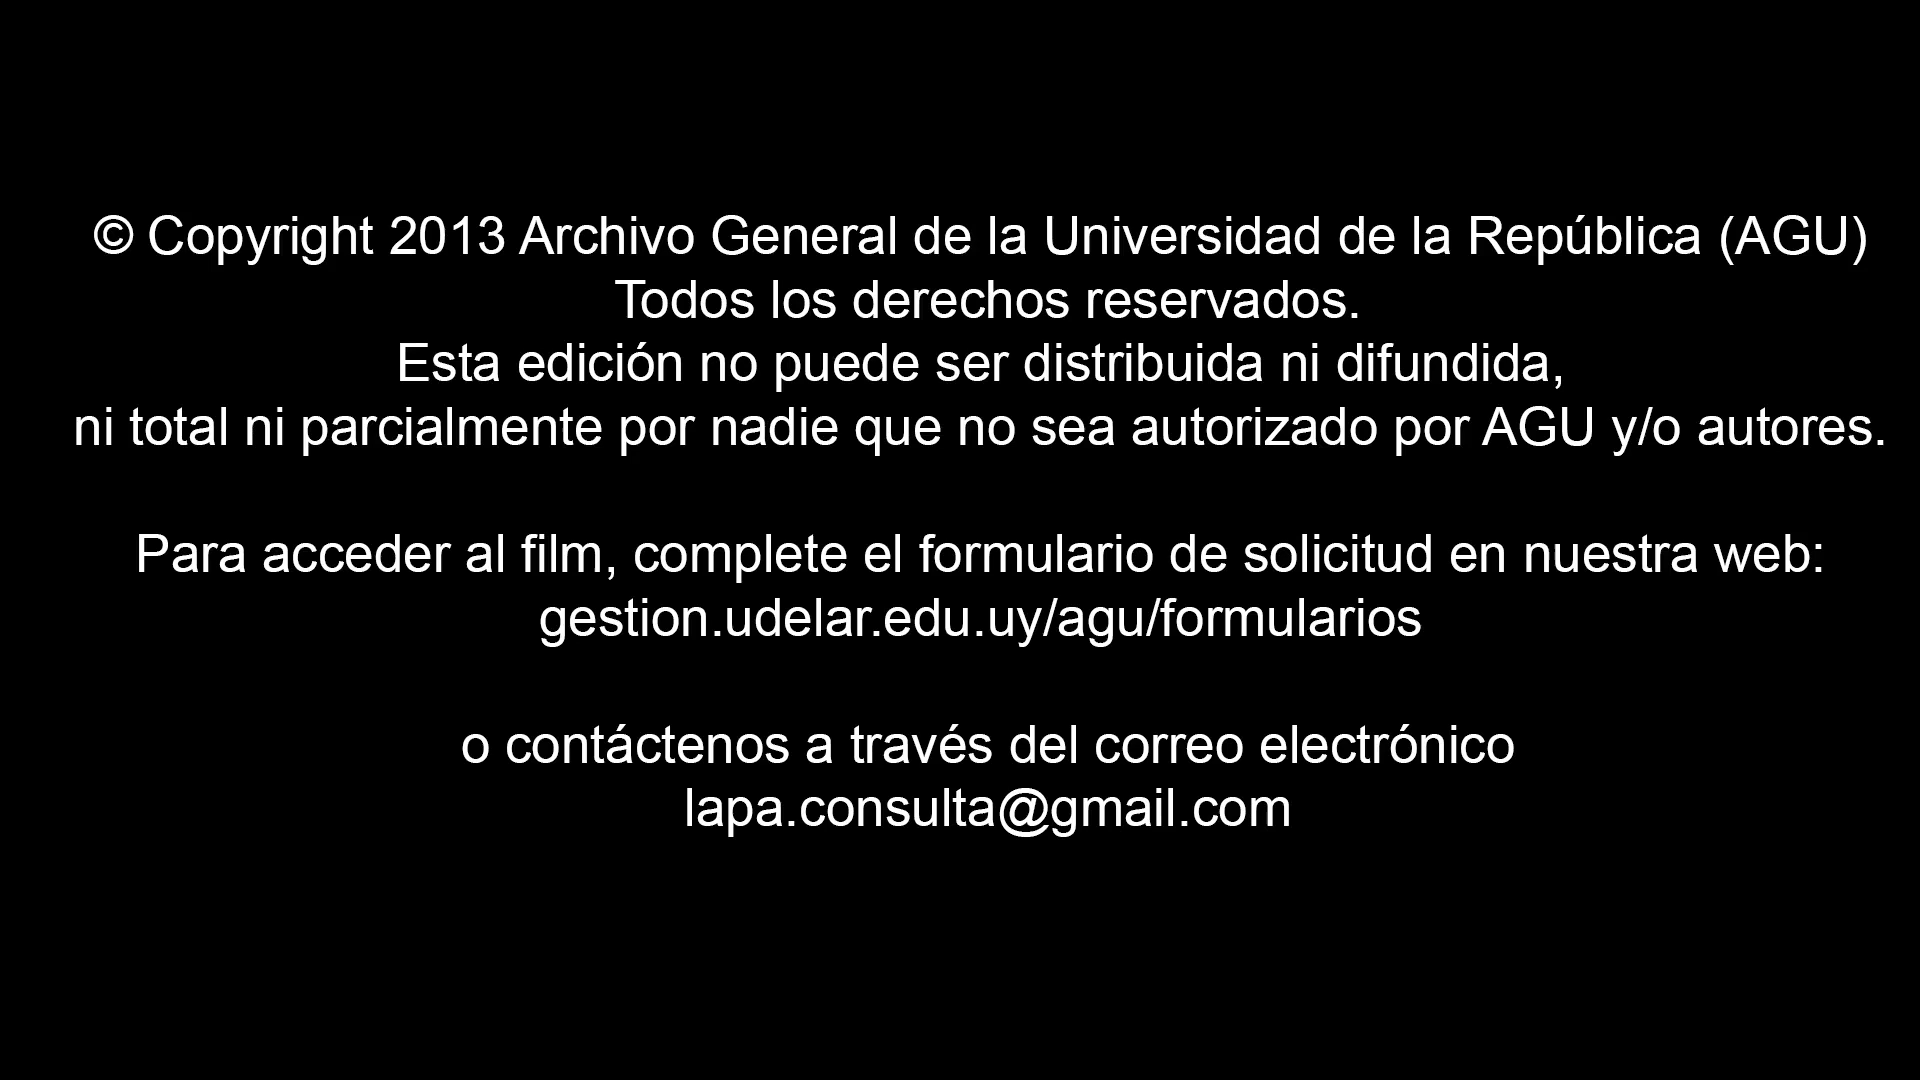 © Copyright 2013 Archivo General de la Universidad de la República (AGU)
Todos los derechos reservados.
Esta edición no puede ser distribuida ni difundida,
ni total ni parcialmente por nadie que no sea autorizado por AGU y/o autores.
Para acceder al film, complete el formulario de solicitud en nuestra web:
gestion.udelar.edu.uy/agu/formularios
o contáctenos a través del correo electrónico
lapa.consulta@gmail.com